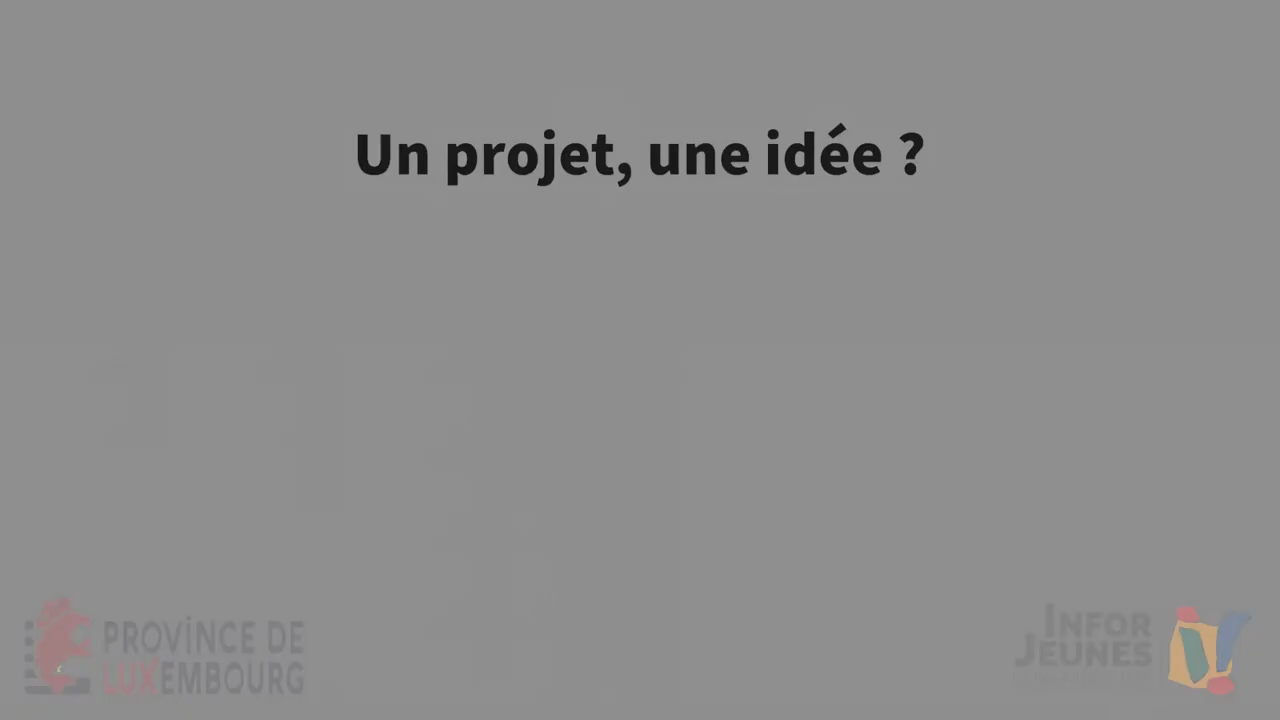 Un projet, une idée ?
PROVINCE DE
LUXEMBOURG
INFOR
JEUNES